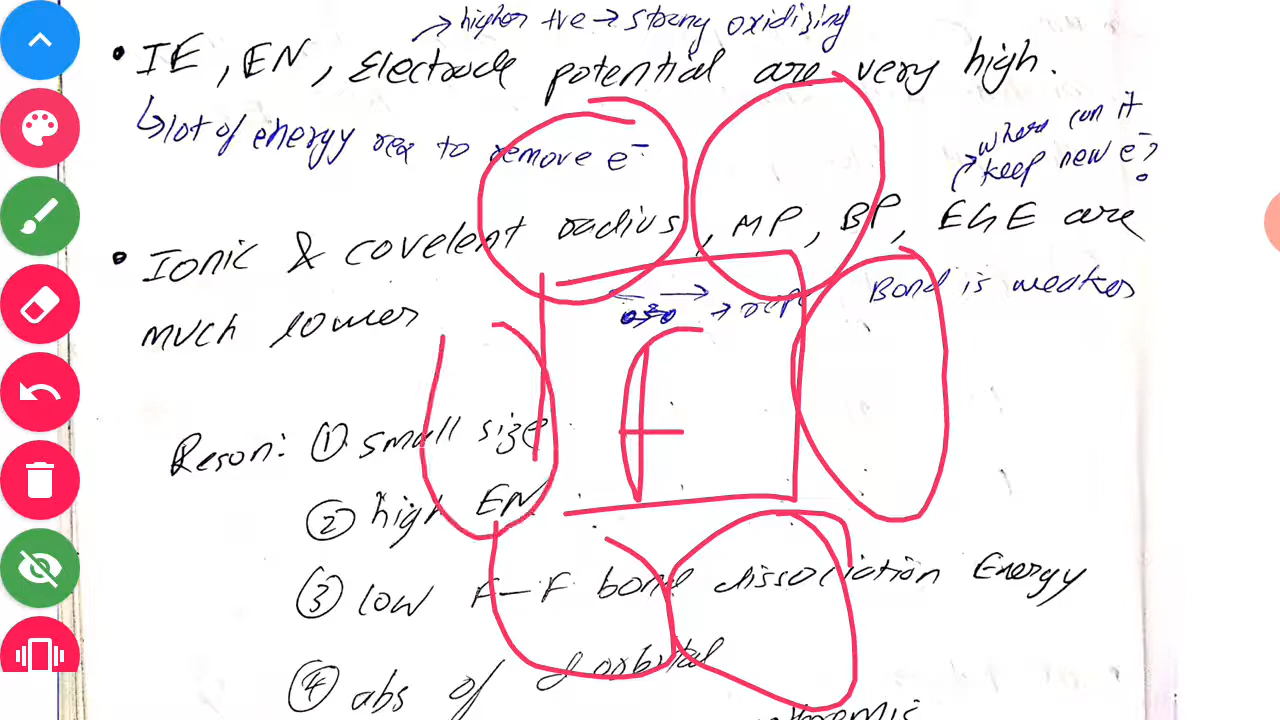 → higher +ve → strong oxidizing
• IE, EN, Electrode potential are very high.
↳ lot of energy req to remove e⁻
→ where can it
keep new e⁻?
• Ionic & covelent radius, MP, BP, EGE are
much lower
→ rep
Bond is weaker
F
Reson: ① small size
② high EN
③ low F–F bond dissociation Energy
④ abs of d orbital